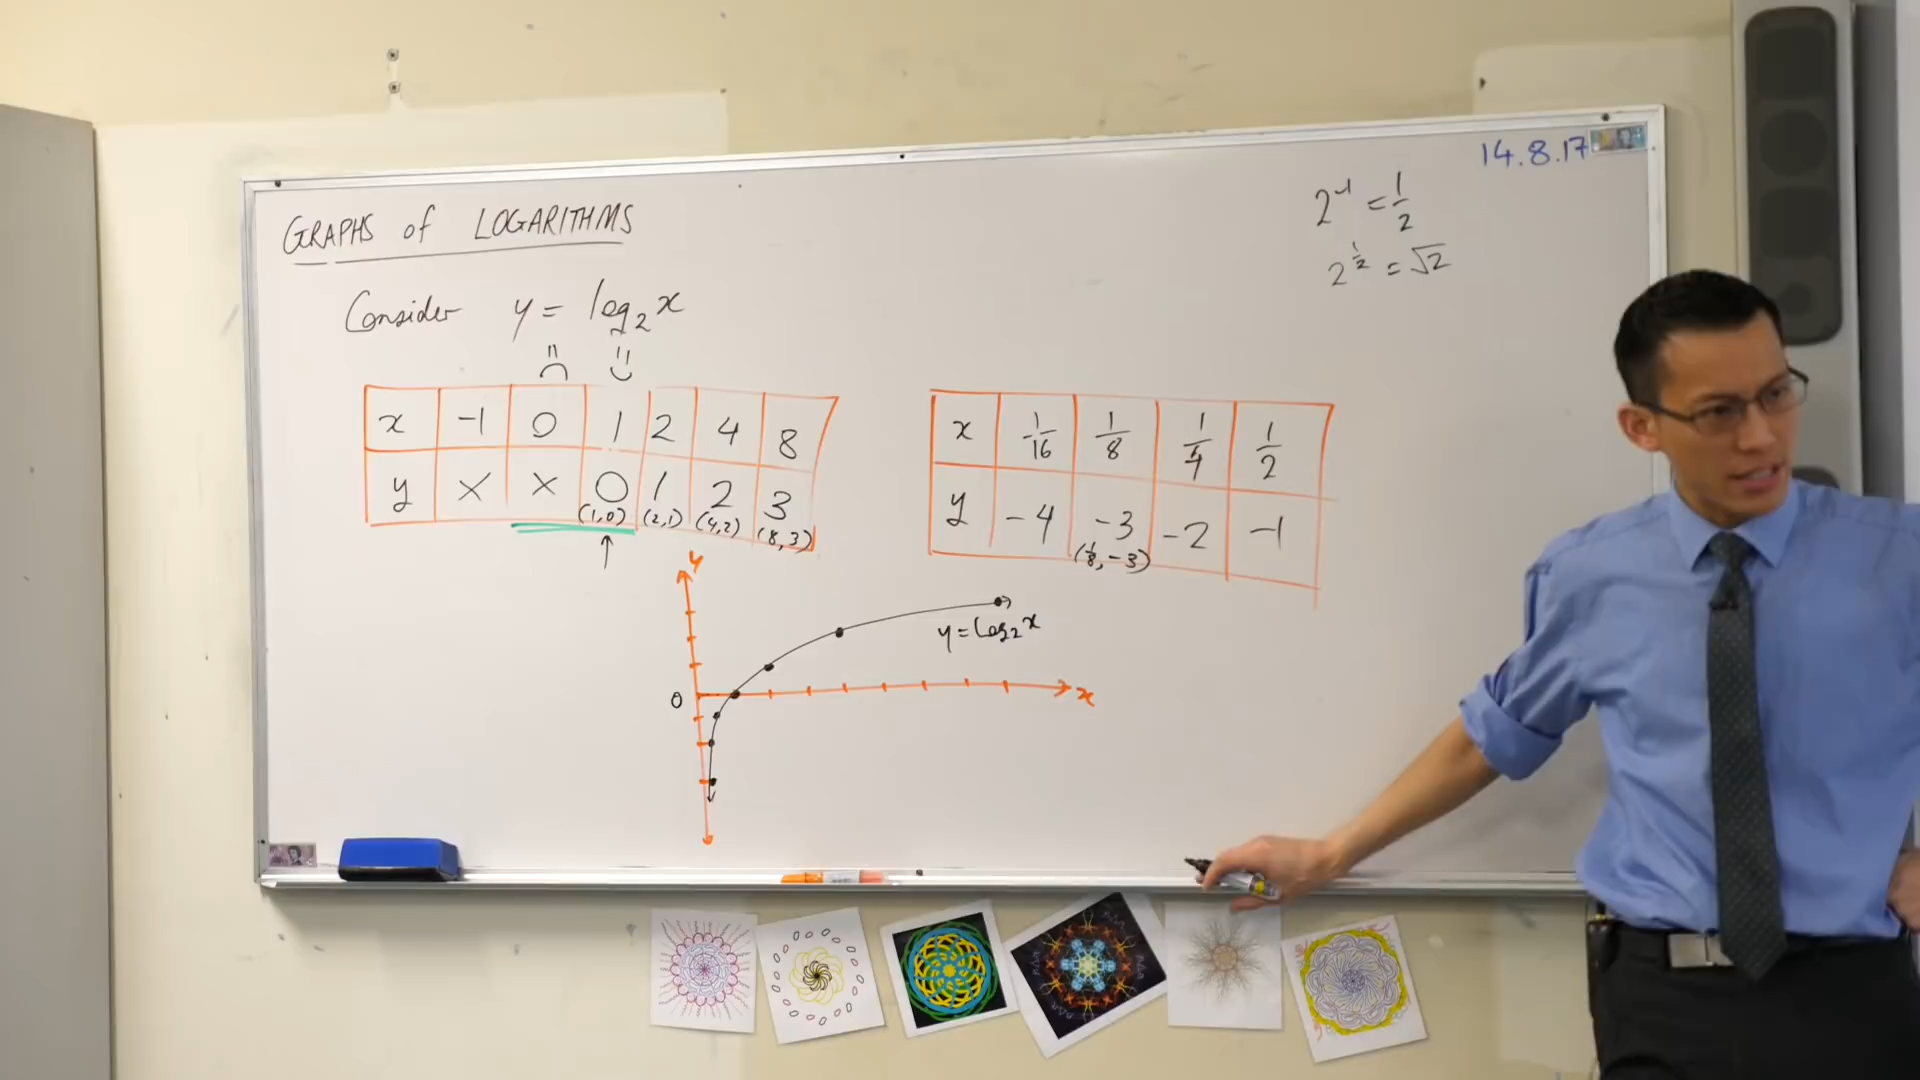 14.8.17
GRAPHS of LOGARITHMS
2⁻¹ = 1/2
2^½ = √2
Consider y = log₂x
x -1 0 1 2 4 8
y × × 0 1 2 3
(1,0) (2,1) (4,2) (8,3)
x 1/16 1/8 1/4 1/2
y -4 -3 -2 -1
(1/8, -3)
y
y = log₂x
0
x